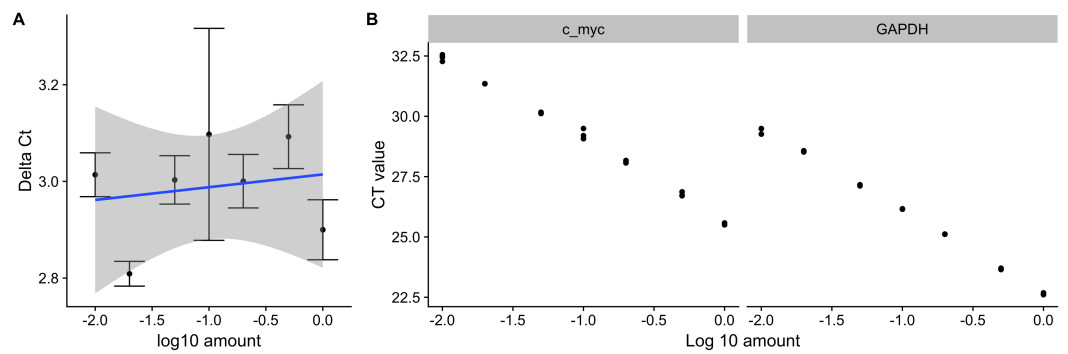 A
Delta Ct
3.2
3.0
2.8
-2.0 -1.5 -1.0 -0.5 0.0
log10 amount
B
c_myc GAPDH
CT value
32.5
30.0
27.5
25.0
22.5
-2.0 -1.5 -1.0 -0.5 0.0 -2.0 -1.5 -1.0 -0.5 0.0
Log 10 amount